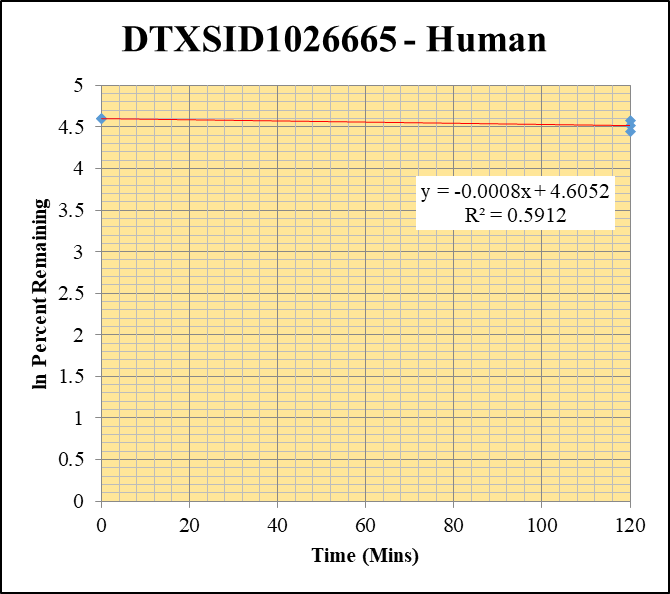 DTXSID1026665 - Human
5
4.5
4
3.5
3
2.5
2
1.5
1
0.5
0
ln Percent Remaining
y = -0.0008x + 4.6052
R² = 0.5912
0 20 40 60 80 100 120
Time (Mins)